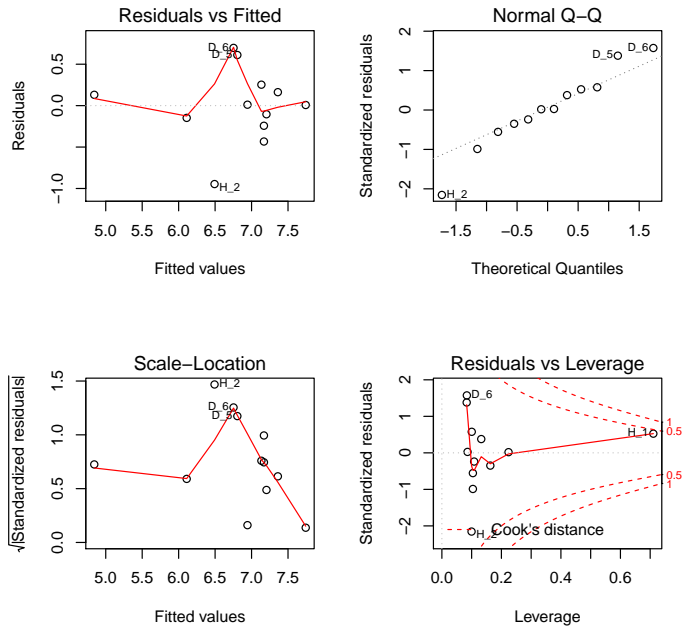 Residuals vs Fitted
Residuals
0.5
0.0
−1.0
D_6
D_5
H_2
5.0 5.5 6.0 6.5 7.0 7.5
Fitted values
Normal Q−Q
Standardized residuals
2
1
0
−1
−2
D_5
D_6
H_2
−1.5 −0.5 0.5 1.5
Theoretical Quantiles
Scale−Location
√|Standardized residuals|
1.5
1.0
0.5
0.0
H_2
D_6
D_5
5.0 5.5 6.0 6.5 7.0 7.5
Fitted values
Residuals vs Leverage
Standardized residuals
2
1
0
−1
−2
D_6
1
0.5
0.5
1
Cook's distance
0.0 0.2 0.4 0.6
Leverage